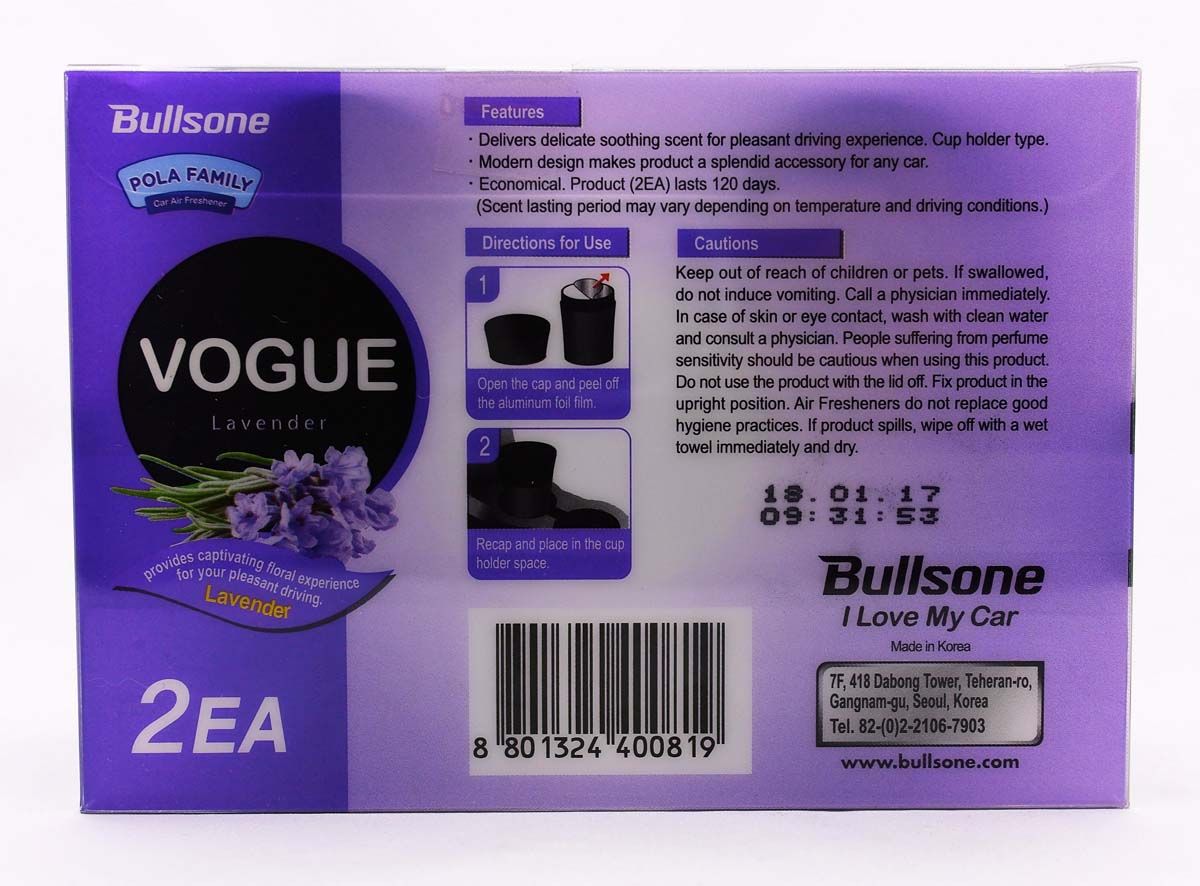 Bullsone
POLA FAMILY
Car Air Freshener
VOGUE
Lavender
provides captivating floral experience
for your pleasant driving.
Lavender
2EA
Features
· Delivers delicate soothing scent for pleasant driving experience. Cup holder type.
· Modern design makes product a splendid accessory for any car.
· Economical. Product (2EA) lasts 120 days.
(Scent lasting period may vary depending on temperature and driving conditions.)
Directions for Use
1
Open the cap and peel off
the aluminum foil film.
2
Recap and place in the cup
holder space.
Cautions
Keep out of reach of children or pets. If swallowed,
do not induce vomiting. Call a physician immediately.
In case of skin or eye contact, wash with clean water
and consult a physician. People suffering from perfume
sensitivity should be cautious when using this product.
Do not use the product with the lid off. Fix product in the
upright position. Air Fresheners do not replace good
hygiene practices. If product spills, wipe off with a wet
towel immediately and dry.
18.01.17
09:31:53
8 801324 400819
Bullsone
I Love My Car
Made in Korea
7F, 418 Dabong Tower, Teheran-ro,
Gangnam-gu, Seoul, Korea
Tel. 82-(0)2-2106-7903
www.bullsone.com